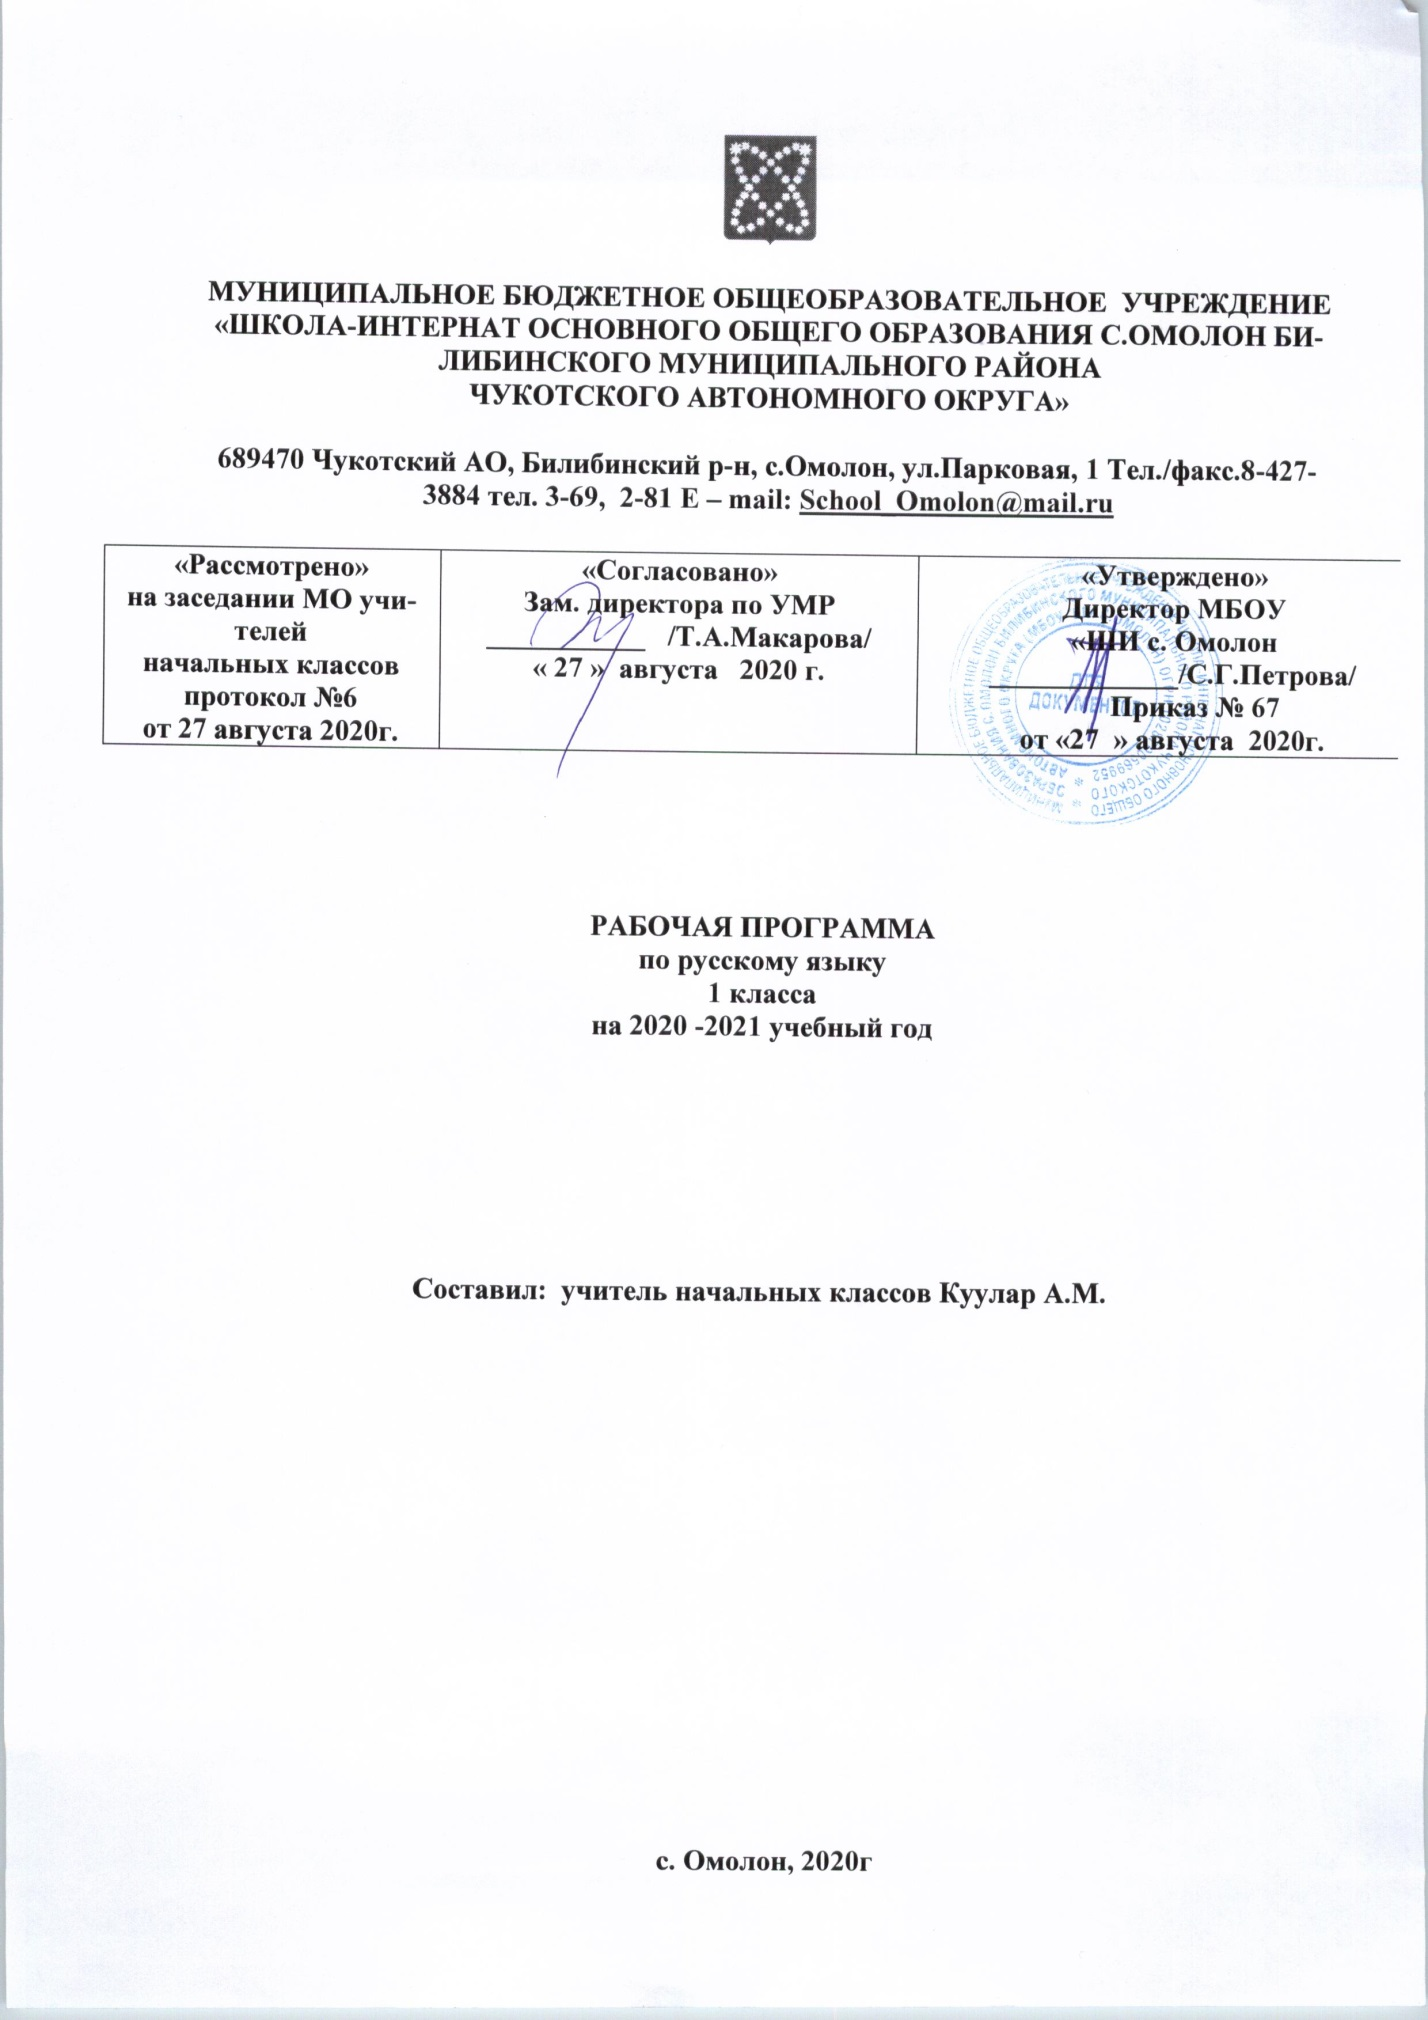 МУНИЦИПАЛЬНОЕ БЮДЖЕТНОЕ ОБЩЕОБРАЗОВАТЕЛЬНОЕ УЧРЕЖДЕНИЕ
«ШКОЛА-ИНТЕРНАТ ОСНОВНОГО ОБЩЕГО ОБРАЗОВАНИЯ С.ОМОЛОН БИ-
ЛИБИНСКОГО МУНИЦИПАЛЬНОГО РАЙОНА
ЧУКОТСКОГО АВТОНОМНОГО ОКРУГА»
689470 Чукотский АО, Билибинский р-н, с.Омолон, ул.Парковая, 1 Тел./факс.8-427-
3884 тел. 3-69, 2-81 E – mail: School_Omolon@mail.ru
«Рассмотрено»
на заседании МО учи-
телей
начальных классов
протокол №6
от 27 августа 2020г.
«Согласовано»
Зам. директора по УМР
/Т.А.Макарова/
« 27 » августа 2020 г.
«Утверждено»
Директор МБОУ
«ШИ с. Омолон
/С.Г.Петрова/
Приказ № 67
от «27 » августа 2020г.
РАБОЧАЯ ПРОГРАММА
по русскому языку
1 класса
на 2020 -2021 учебный год
Составил: учитель начальных классов Куулар А.М.
с. Омолон, 2020г